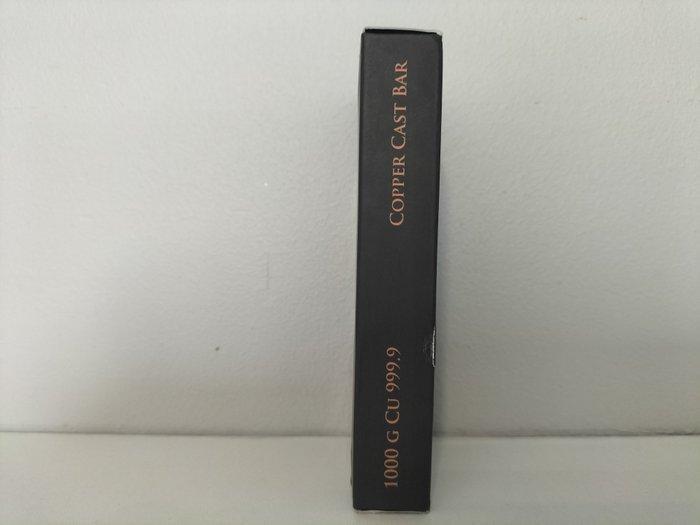 1000 G CU 999.9
COPPER CAST BAR